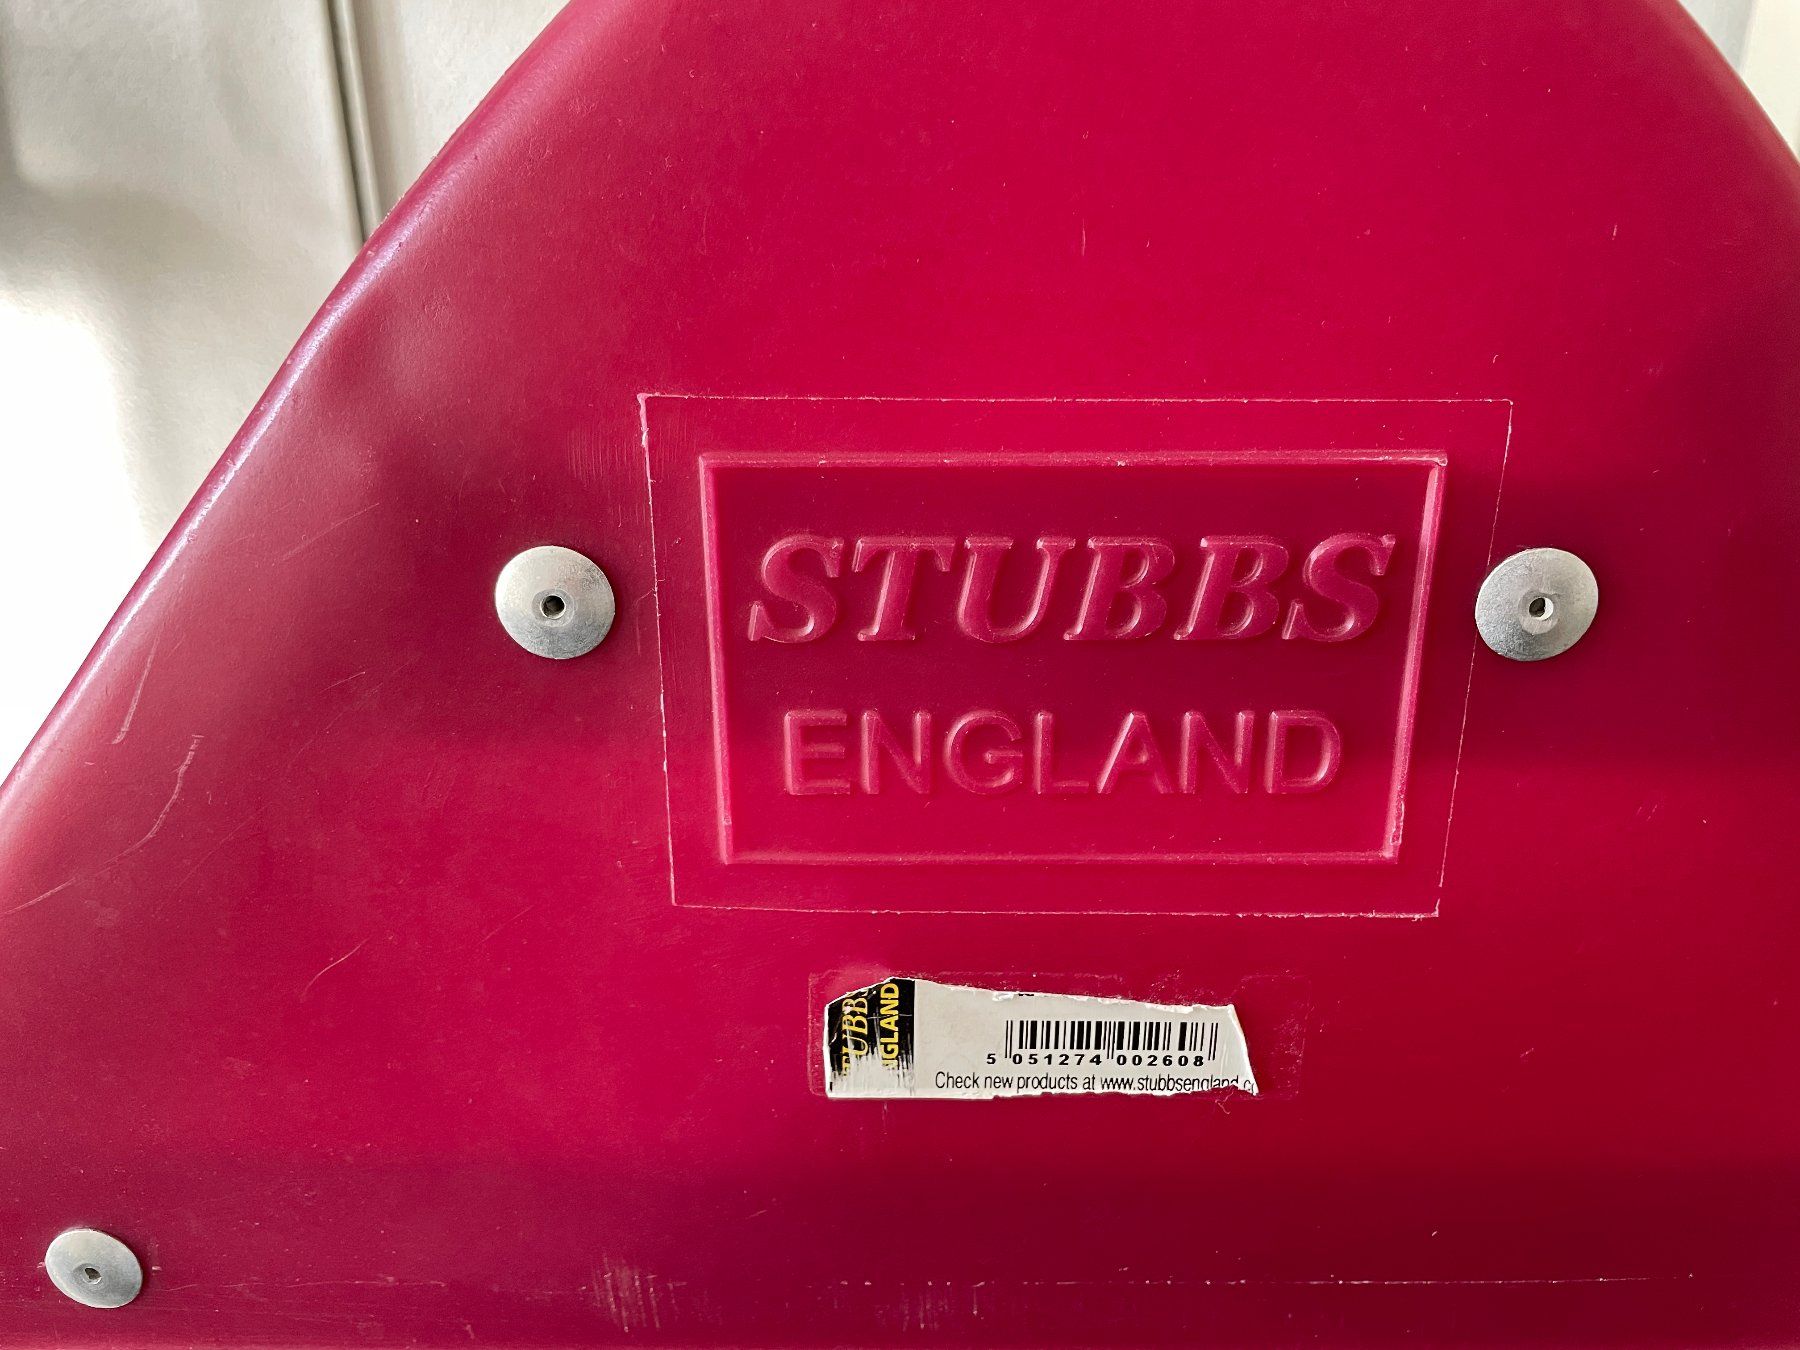 STUBBS
ENGLAND
5 051274 002608
Check new products at www.stubbsengland.c